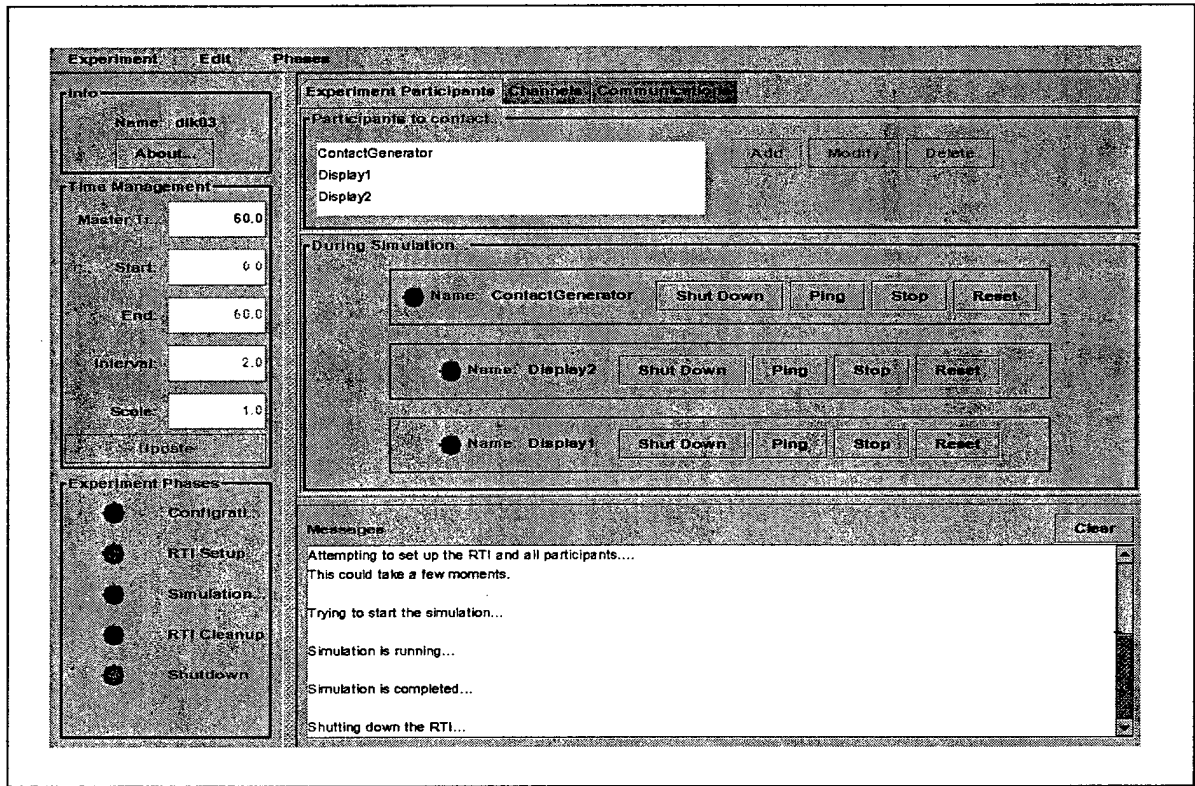 Experiment Edit Phases
Info
Name: dlk03
About...
Time Management
Master Ti...
60.0
Start:
0.0
End:
60.0
Interval:
2.0
Scale:
1.0
Update
Experiment Phases
Configrati...
RTI Setup
Simulation...
RTI Cleanup
Shutdown
Experiment Participants Channels Communications
Participants to contact...
ContactGenerator
Display1
Display2
Add Modify Delete
During Simulation...
Name: ContactGenerator Shut Down Ping Stop Reset
Name: Display2 Shut Down Ping Stop Reset
Name: Display1 Shut Down Ping Stop Reset
Messages
Clear
Attempting to set up the RTI and all participants....
This could take a few moments.
Trying to start the simulation...
Simulation is running...
Simulation is completed...
Shutting down the RTI...